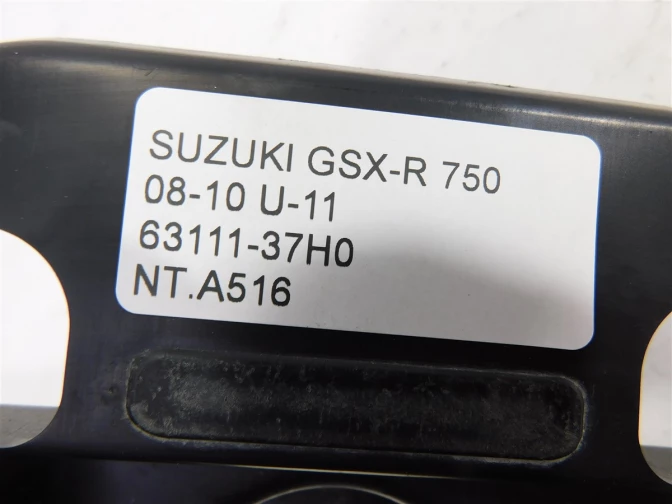 SUZUKI GSX-R 750
08-10 U-11
63111-37H0
NT.A516